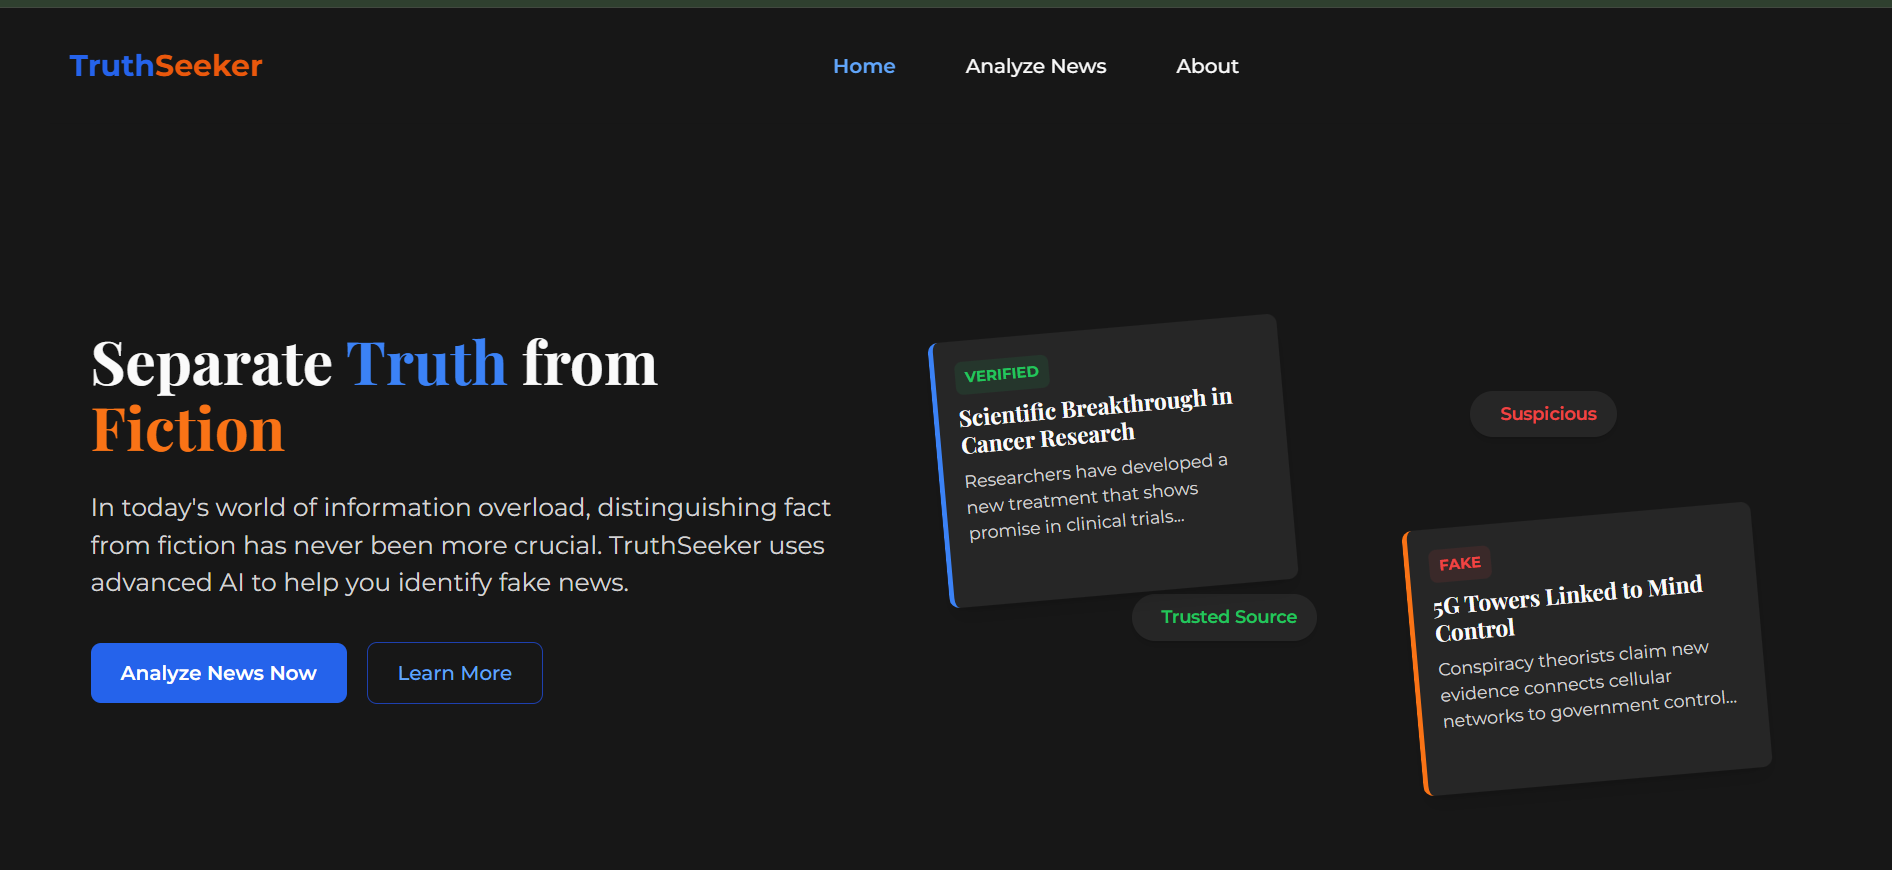 TruthSeeker
Home
Analyze News
About
Separate Truth from
Fiction
In today's world of information overload, distinguishing fact
from fiction has never been more crucial. TruthSeeker uses
advanced AI to help you identify fake news.
Analyze News Now
Learn More
VERIFIED
Scientific Breakthrough in
Cancer Research
Researchers have developed a
new treatment that shows
promise in clinical trials...
Trusted Source
Suspicious
FAKE
5G Towers Linked to Mind
Control
Conspiracy theorists claim new
evidence connects cellular
networks to government control...